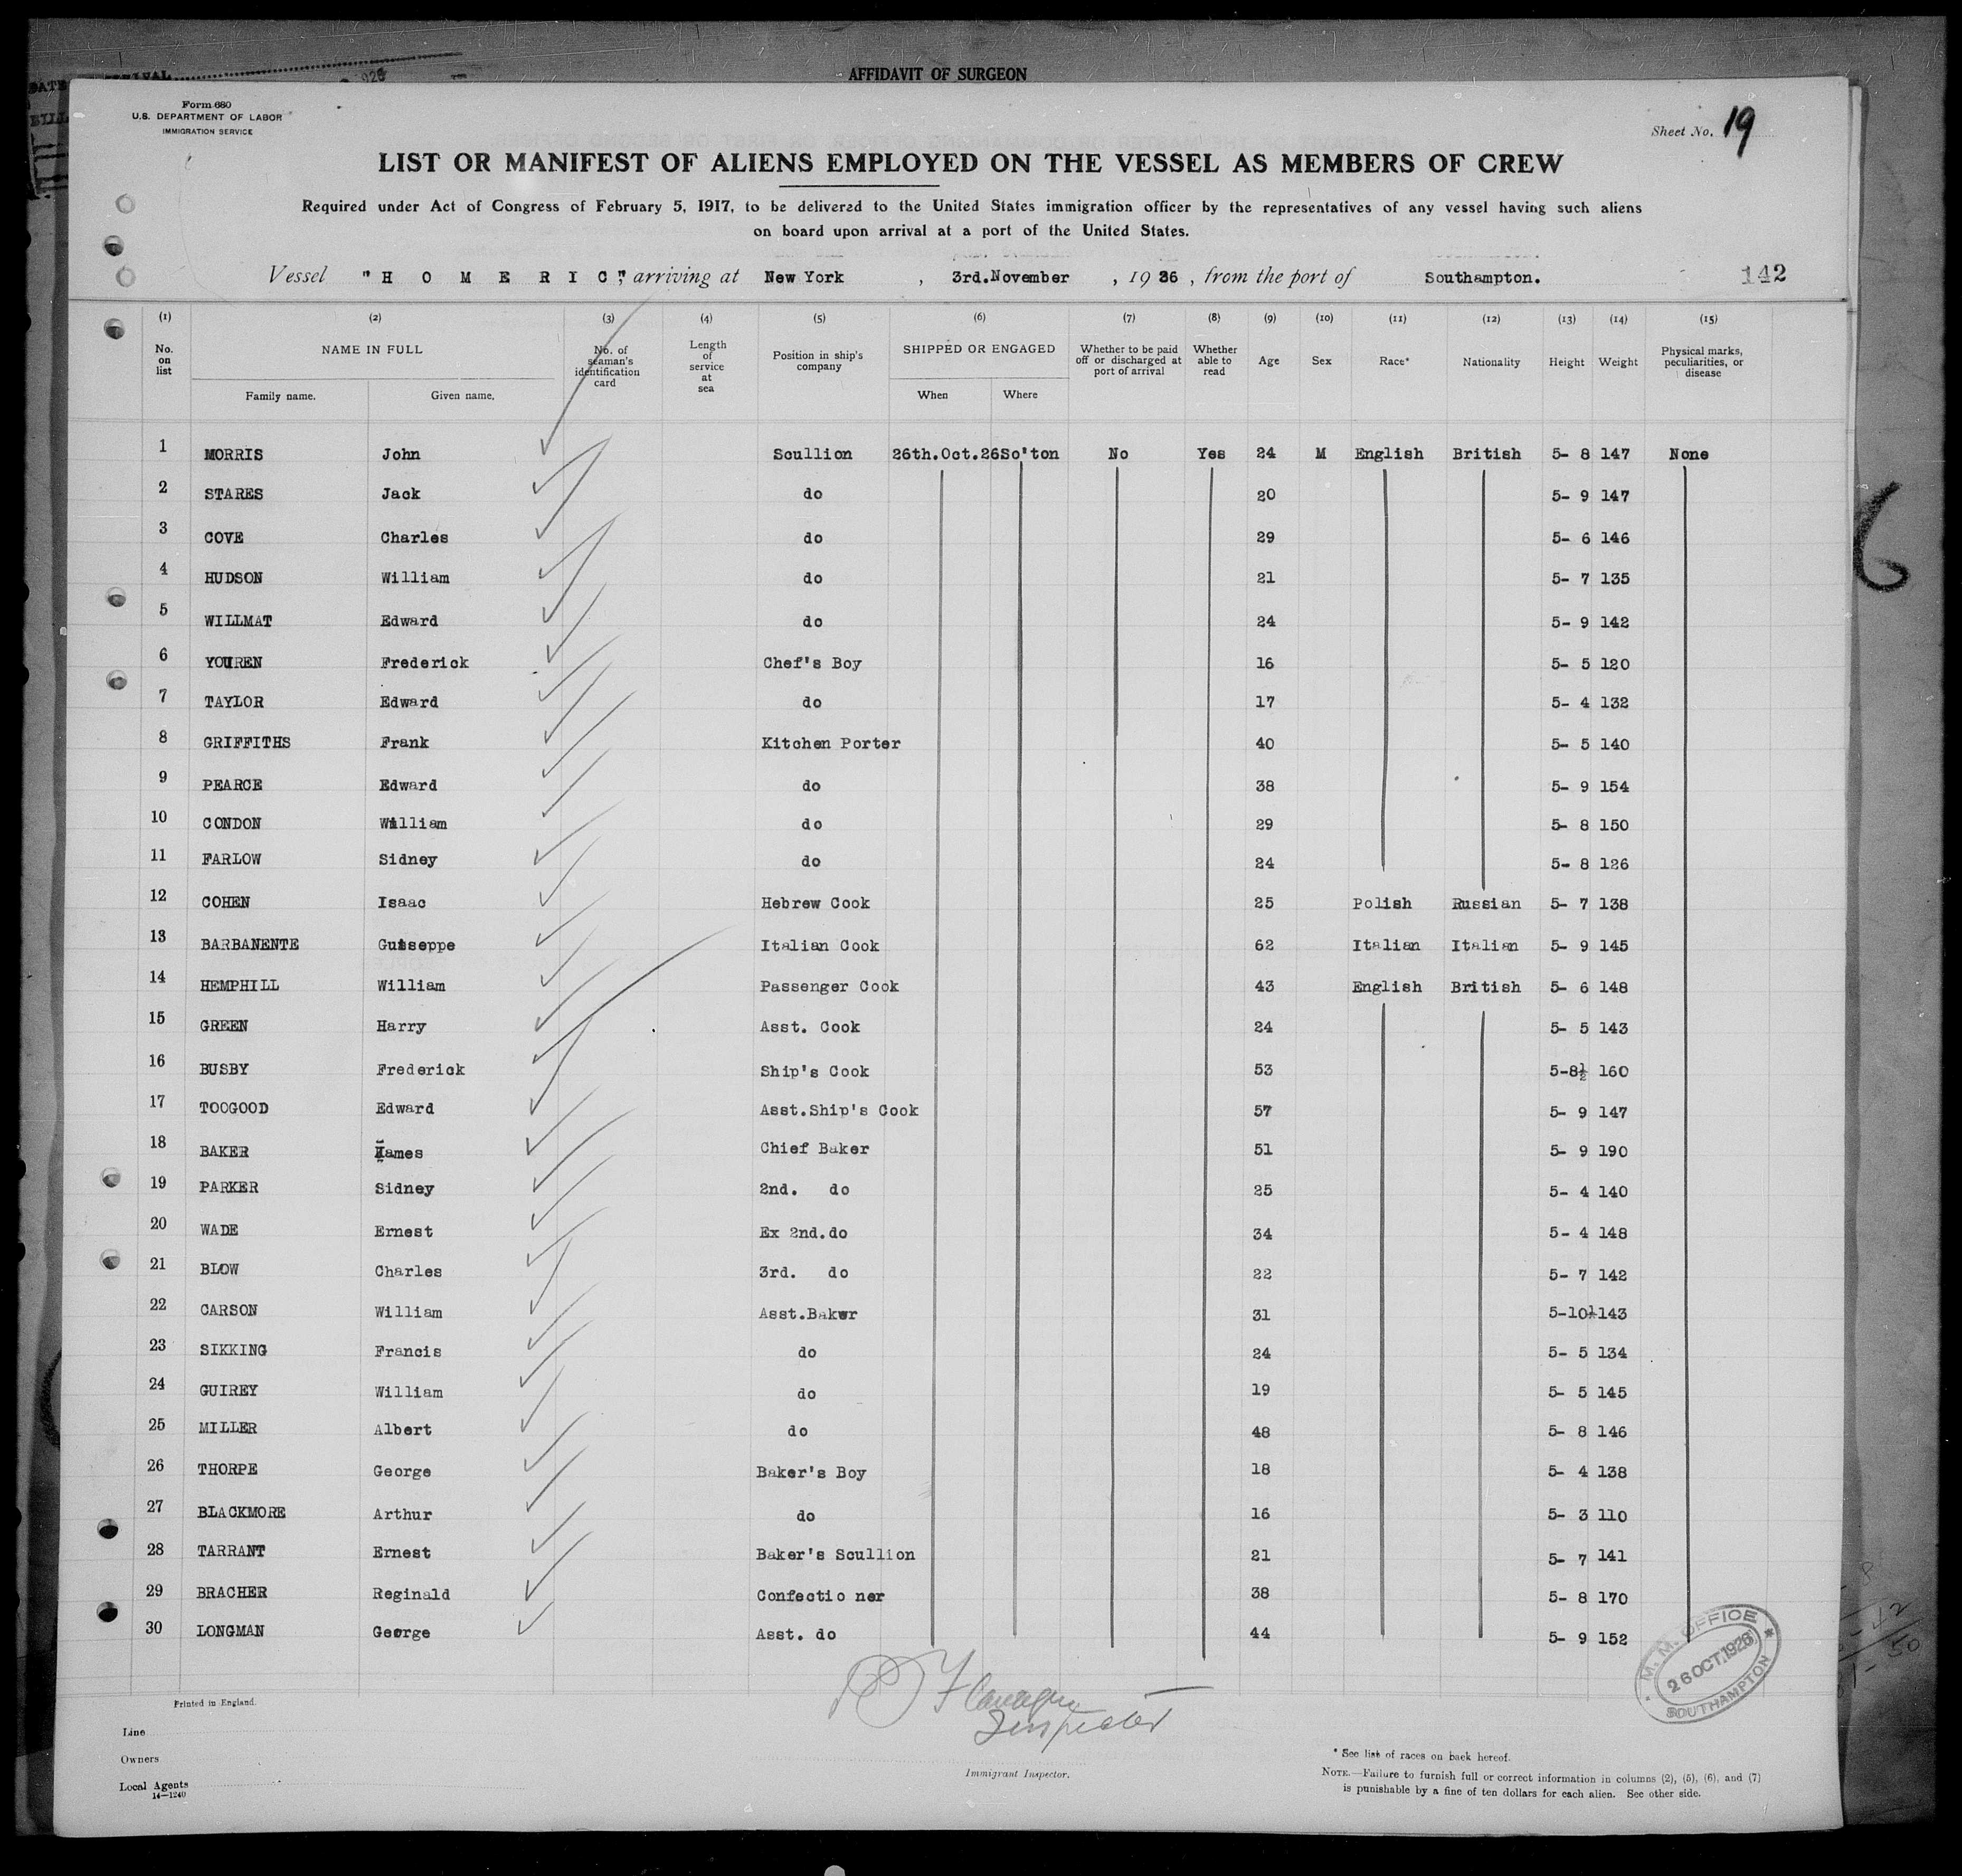 AFFIDAVIT OF SURGEON
Form 680
U.S. DEPARTMENT OF LABOR
IMMIGRATION SERVICE
Sheet No. 19
LIST OR MANIFEST OF ALIENS EMPLOYED ON THE VESSEL AS MEMBERS OF CREW
Required under Act of Congress of February 5, 1917, to be delivered to the United States immigration officer by the representatives of any vessel having such aliens
on board upon arrival at a port of the United States.
Vessel "H O M E R I C", arriving at New York, 3rd.November, 1926, from the port of Southampton. 142
(1) (2) (3) (4) (5) (6) (7) (8) (9) (10) (11) (12) (13) (14) (15)
No. on list NAME IN FULL No. of seaman's identification card Length of service at sea Position in ship's company SHIPPED OR ENGAGED Whether to be paid off or discharged at port of arrival Whether able to read Age Sex Race* Nationality Height Weight Physical marks, peculiarities, or disease
Family name. Given name. When Where
1 MORRIS John Scullion 26th.Oct.26 So'ton No Yes 24 M English British 5- 8 147 None
2 STARES Jack do 20 5- 9 147
3 COVE Charles do 29 5- 6 146
4 HUDSON William do 21 5- 7 135
5 WILLMAT Edward do 24 5- 9 142
6 YOUREN Frederick Chef's Boy 16 5- 5 120
7 TAYLOR Edward do 17 5- 4 132
8 GRIFFITHS Frank Kitchen Porter 40 5- 5 140
9 PEARCE Edward do 38 5- 9 154
10 CONDON William do 29 5- 8 150
11 FARLOW Sidney do 24 5- 8 126
12 COHEN Isaac Hebrew Cook 25 Polish Russian 5- 7 138
13 BARBANENTE Guiseppe Italian Cook 62 Italian Italian 5- 9 145
14 HEMPHILL William Passenger Cook 43 English British 5- 6 148
15 GREEN Harry Asst. Cook 24 5- 5 143
16 BUSBY Frederick Ship's Cook 53 5-8½ 160
17 TOOGOOD Edward Asst.Ship's Cook 57 5- 9 147
18 BAKER James Chief Baker 51 5- 9 190
19 PARKER Sidney 2nd. do 25 5- 4 140
20 WADE Ernest Ex 2nd.do 34 5- 4 148
21 BLOW Charles 3rd. do 22 5- 7 142
22 CARSON William Asst.Baker 31 5-10½ 143
23 SIKKING Francis do 24 5- 5 134
24 GUIREY William do 19 5- 5 145
25 MILLER Albert do 48 5- 8 146
26 THORPE George Baker's Boy 18 5- 4 138
27 BLACKMORE Arthur do 16 5- 3 110
28 TARRANT Ernest Baker's Scullion 21 5- 7 141
29 BRACHER Reginald Confectio ner 38 5- 8 170
30 LONGMAN George Asst. do 44 5- 9 152
M. M. OFFICE
26 OCT. 1926
SOUTHAMPTON
Inspector
Printed in England.
Line
Owners
Local Agents
14—1240
Immigrant Inspector.
* See list of races on back hereof.
NOTE.—Failure to furnish full or correct information in columns (2), (5), (6), and (7)
is punishable by a fine of ten dollars for each alien. See other side.
6